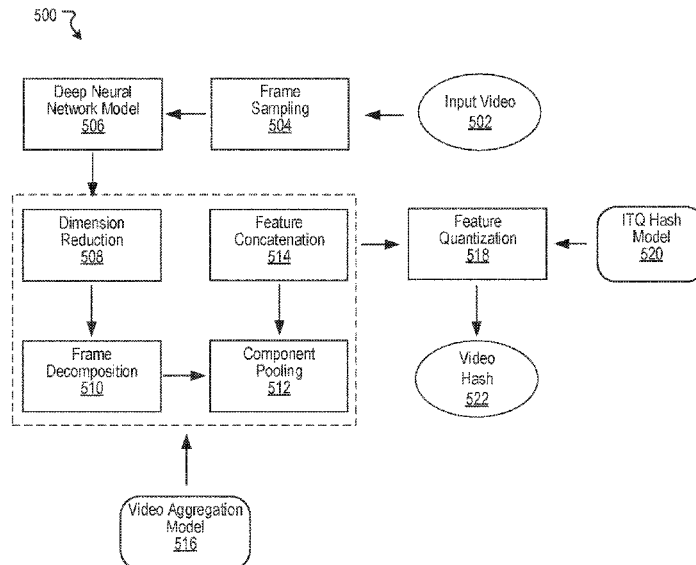 500
Deep Neural
Network Model
506
Frame
Sampling
504
Input Video
502
Dimension
Reduction
508
Feature
Concatenation
514
Feature
Quantization
518
ITQ Hash Model
520
Frame
Decomposition
510
Component
Pooling
512
Video
Hash
522
Video Aggregation
Model
516